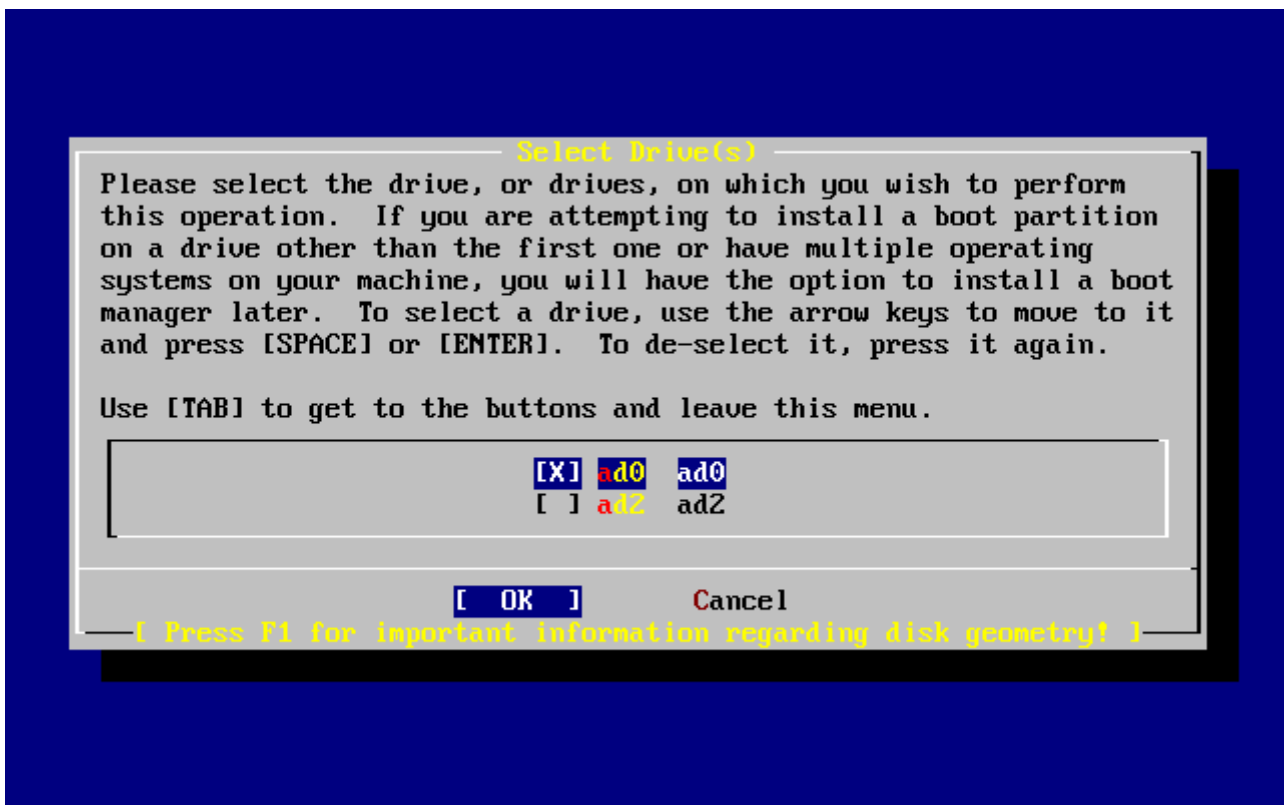 Select Drive(s)
Please select the drive, or drives, on which you wish to perform
this operation.  If you are attempting to install a boot partition
on a drive other than the first one or have multiple operating
systems on your machine, you will have the option to install a boot
manager later.  To select a drive, use the arrow keys to move to it
and press [SPACE] or [ENTER].  To de-select it, press it again.
Use [TAB] to get to the buttons and leave this menu.
[X] ad0  ad0
[ ] ad2  ad2
[  OK  ]       Cancel
[ Press F1 for important information regarding disk geometry! ]